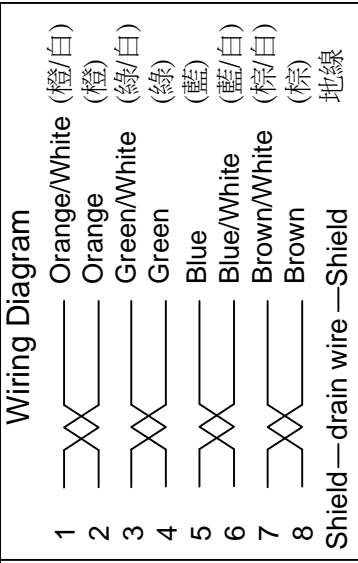 Wiring Diagram
1 Orange/White (橙/白)
2 Orange (橙)
3 Green/White (綠/白)
4 Green (綠)
5 Blue (藍)
6 Blue/White (藍/白)
7 Brown/White (棕/白)
8 Brown (棕)
Shield—drain wire—Shield 地線